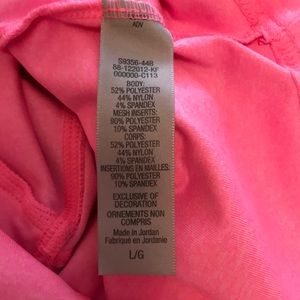 ADV
S9356-44B
88-122012-KF
000000-C113
BODY:
52% POLYESTER
44% NYLON
4% SPANDEX
MESH INSERTS:
90% POLYESTER
10% SPANDEX
CORPS:
52% POLYESTER
44% NYLON
4% SPANDEX
INSERTIONS EN MAILLES:
90% POLYESTER
10% SPANDEX
EXCLUSIVE OF
DECORATION
ORNEMENTS NON
COMPRIS
Made in Jordan
Fabriqué en Jordanie
L/G